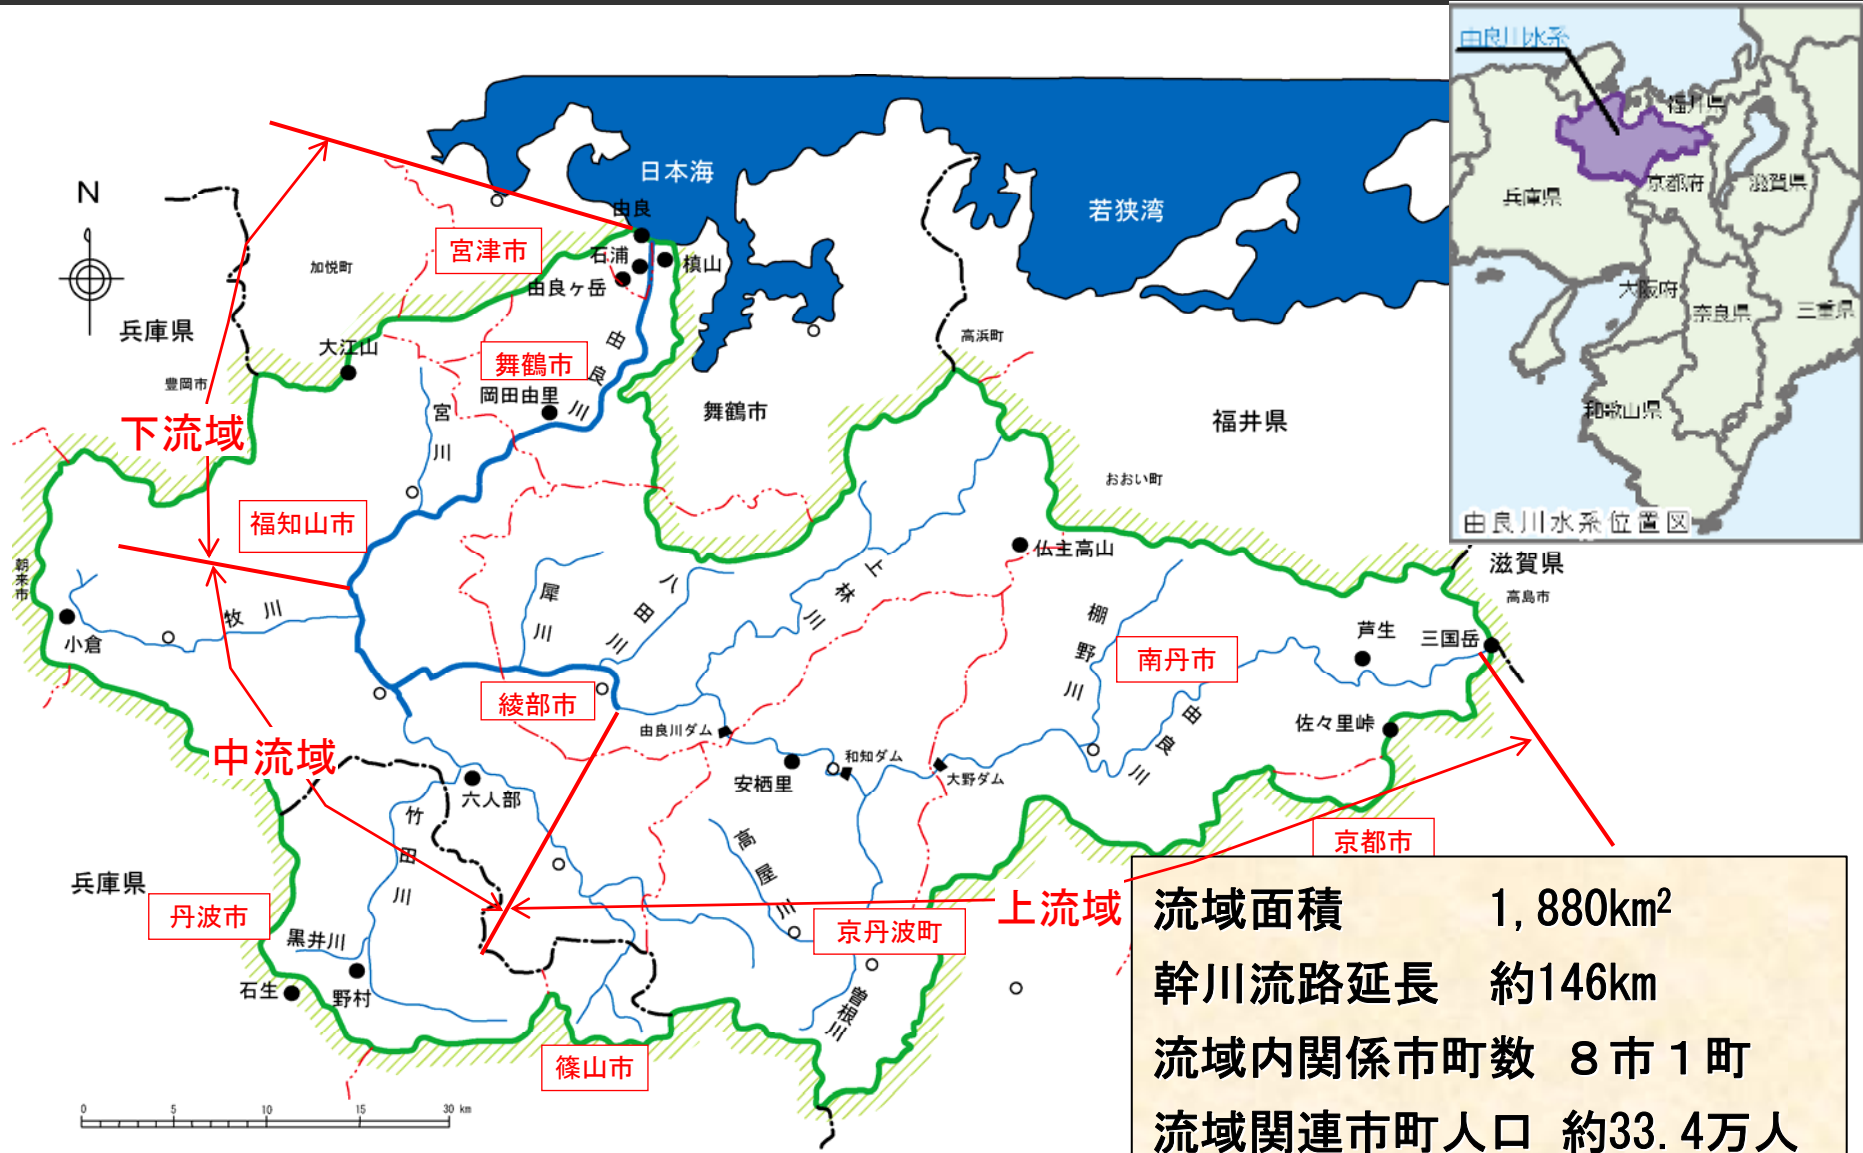 由良川水系
福井県
京都府
滋賀県
兵庫県
大阪府
奈良県
三重県
和歌山県
由良川水系位置図
N
日本海
若狭湾
由良
宮津市
石浦
槙山
加悦町
由良ヶ岳
兵庫県
大江山
舞鶴市
由良川
高浜町
豊岡市
岡田由里
宮川
舞鶴市
福井県
下流域
おおい町
福知山市
朝来市
仏主高山
滋賀県
高島市
牧川
小倉
犀川
八田川
上林川
棚野川
南丹市
芦生
三国岳
綾部市
由良川ダム
和知ダム
大野ダム
由良川
佐々里峠
中流域
六人部
安栖里
竹田川
高屋川
京都市
兵庫県
丹波市
上流域
京丹波町
黒井川
石生
野村
曽根川
篠山市
0 5 10 15 30 km
流域面積 1,880km²
幹川流路延長 約146km
流域内関係市町数 8市1町
流域関連市町人口 約33.4万人